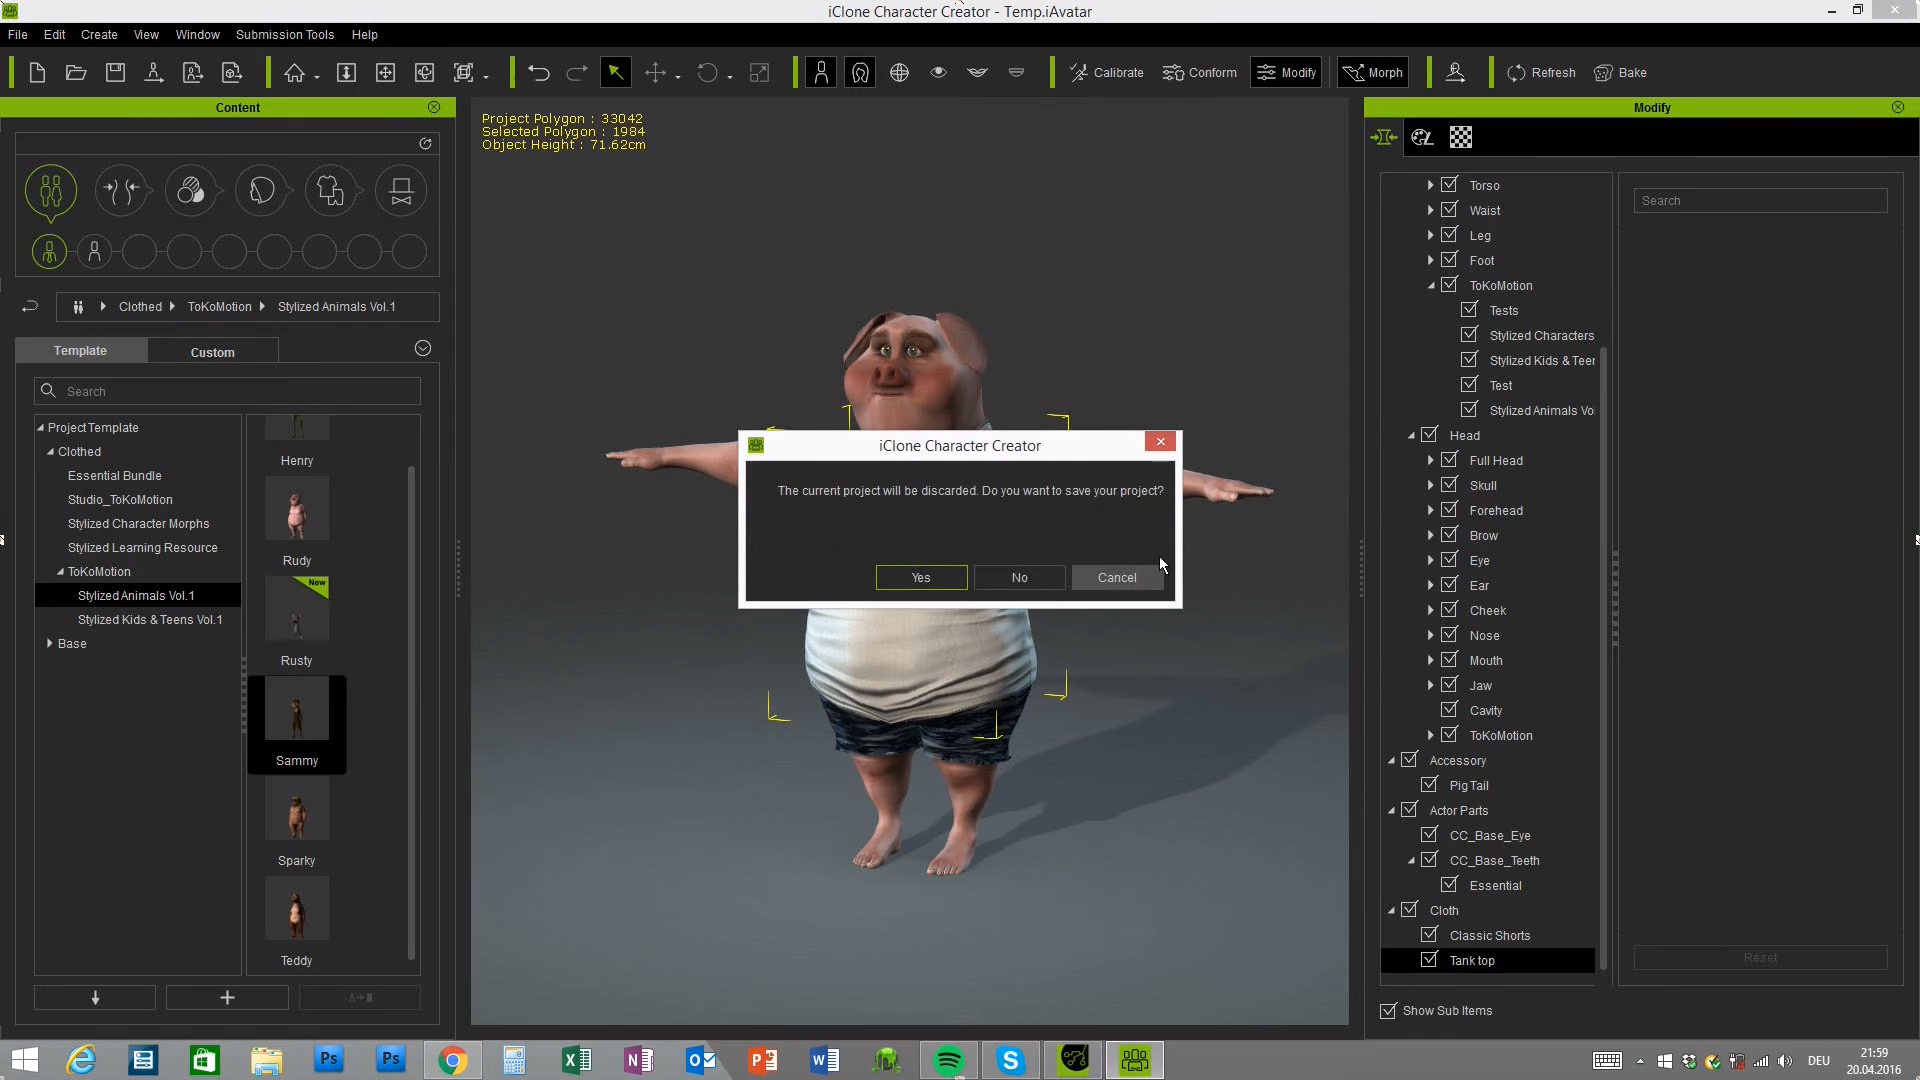 iClone Character Creator - Temp.iAvatar
File Edit Create View Window Submission Tools Help
Calibrate Conform Modify Morph Refresh Bake
Content
Clothed ToKoMotion Stylized Animals Vol.1
Template Custom
Search
Project Template
Clothed
Essential Bundle
Studio_ToKoMotion
Stylized Character Morphs
Stylized Learning Resource
ToKoMotion
Stylized Animals Vol.1
Stylized Kids & Teens Vol.1
Base
Henry
Rudy
New
Rusty
Sammy
Sparky
Teddy
Project Polygon : 33042
Selected Polygon : 1984
Object Height : 71.62cm
iClone Character Creator
The current project will be discarded. Do you want to save your project?
Yes No Cancel
Modify
Torso
Waist
Leg
Foot
ToKoMotion
Tests
Stylized Characters
Stylized Kids & Teen
Test
Stylized Animals Vo
Head
Full Head
Skull
Forehead
Brow
Eye
Ear
Cheek
Nose
Mouth
Jaw
Cavity
ToKoMotion
Accessory
PigTail
Actor Parts
CC_Base_Eye
CC_Base_Teeth
Essential
Cloth
Classic Shorts
Tank top
Show Sub Items
Search
Reset
Ps Ps DEU 21:59
20.04.2016